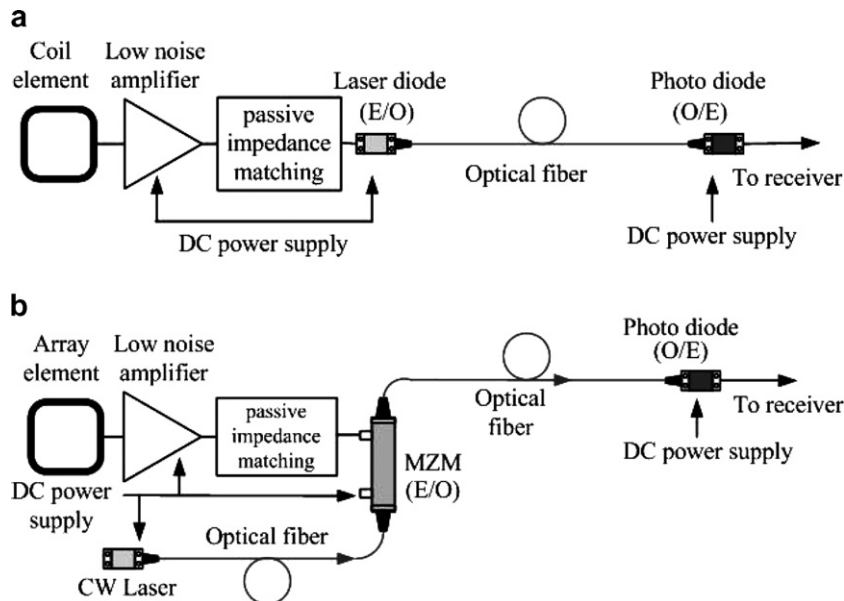 a
Coil
element
Low noise
amplifier
passive
impedance
matching
Laser diode
(E/O)
Optical fiber
Photo diode
(O/E)
To receiver
DC power supply
DC power supply
b
Array
element
Low noise
amplifier
passive
impedance
matching
MZM
(E/O)
Optical
fiber
Photo diode
(O/E)
To receiver
DC power supply
DC power
supply
Optical fiber
CW Laser